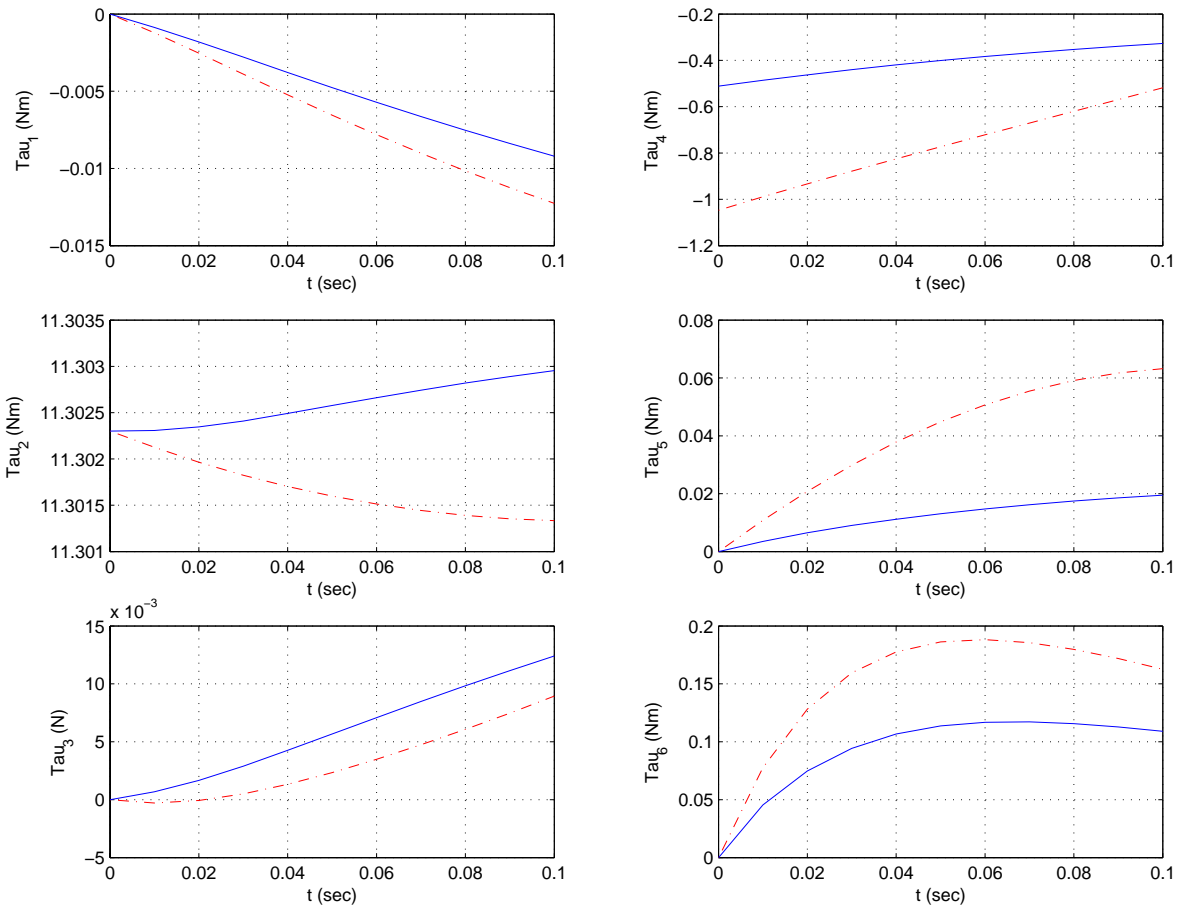 0
−0.005
−0.01
−0.015
0 0.02 0.04 0.06 0.08 0.1
t (sec)
Tau1 (Nm)
−0.2
−0.4
−0.6
−0.8
−1
−1.2
0 0.02 0.04 0.06 0.08 0.1
t (sec)
Tau4 (Nm)
11.3035
11.303
11.3025
11.302
11.3015
11.301
0 0.02 0.04 0.06 0.08 0.1
t (sec)
Tau2 (Nm)
0.08
0.06
0.04
0.02
0
0 0.02 0.04 0.06 0.08 0.1
t (sec)
Tau5 (Nm)
x 10−3
15
10
5
0
−5
0 0.02 0.04 0.06 0.08 0.1
t (sec)
Tau3 (N)
0.2
0.15
0.1
0.05
0
0 0.02 0.04 0.06 0.08 0.1
t (sec)
Tau6 (Nm)